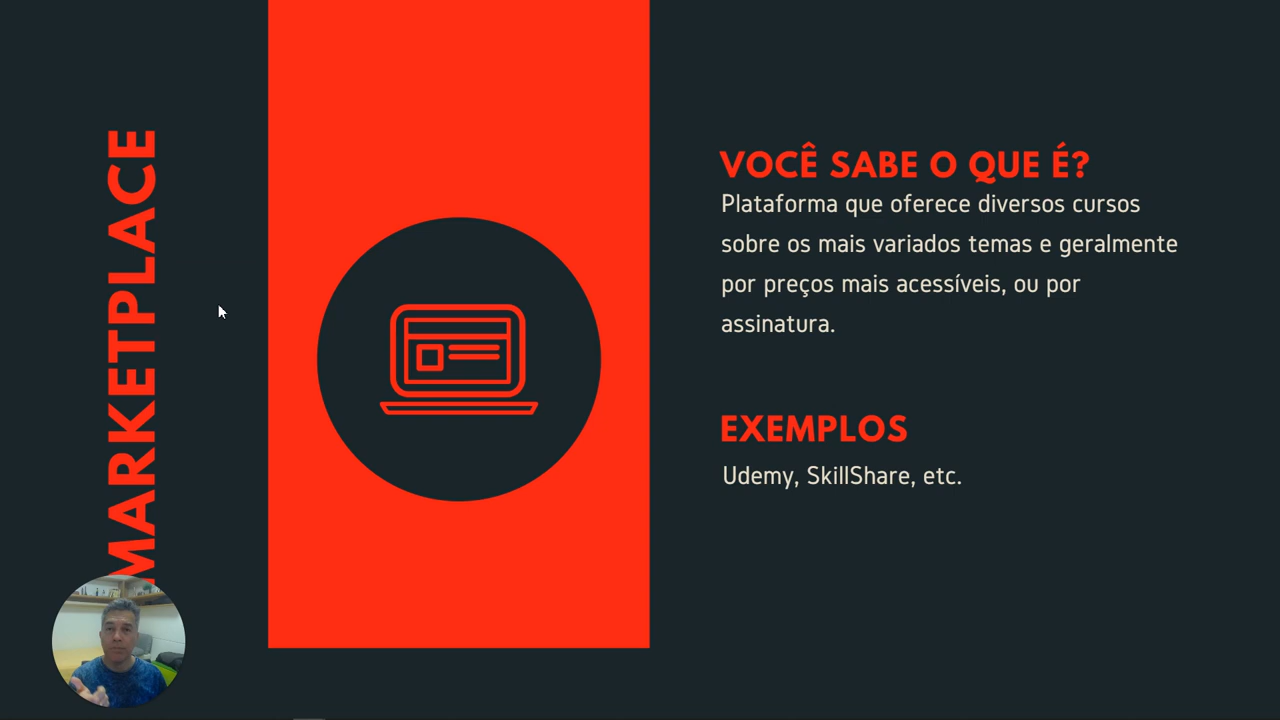 MARKETPLACE
VOCÊ SABE O QUE É?
Plataforma que oferece diversos cursos
sobre os mais variados temas e geralmente
por preços mais acessíveis, ou por
assinatura.
EXEMPLOS
Udemy, SkillShare, etc.